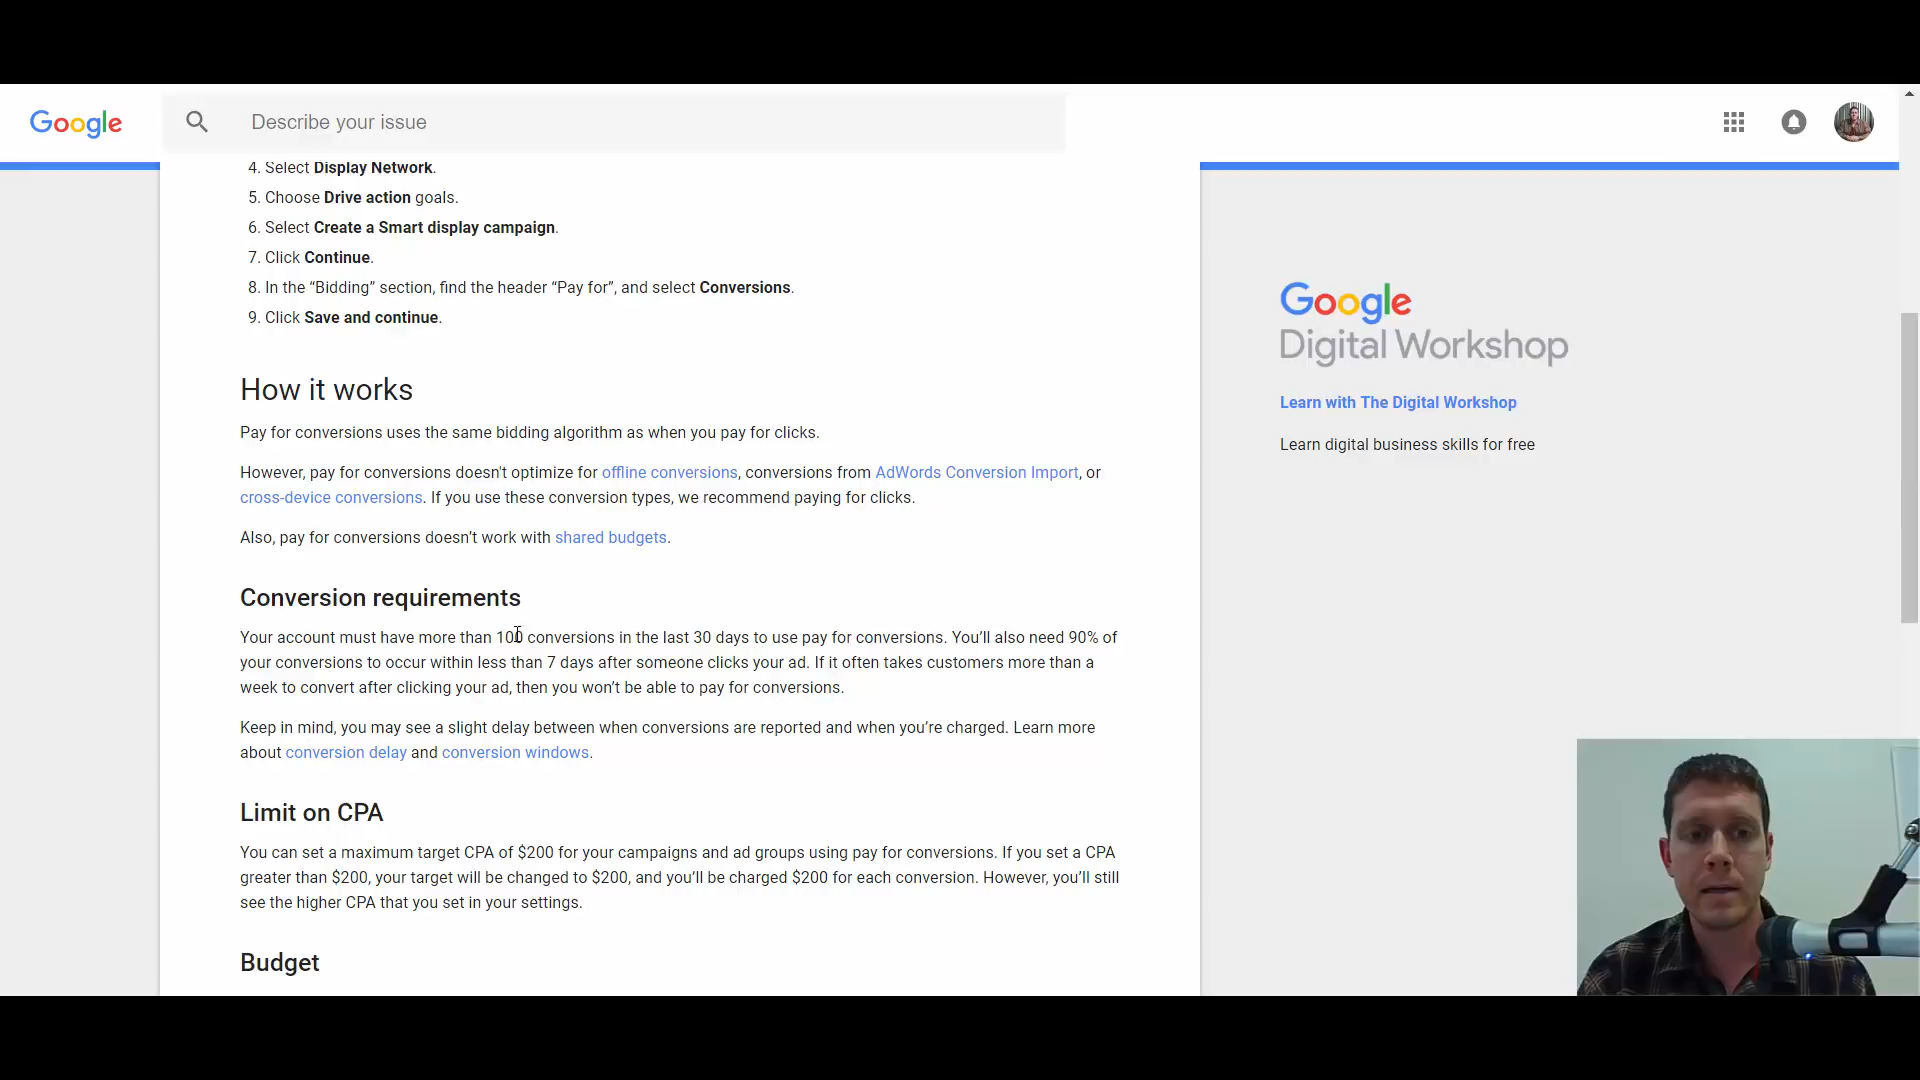 Google
Describe your issue
4. Select Display Network.
5. Choose Drive action goals.
6. Select Create a Smart display campaign.
7. Click Continue.
8. In the “Bidding” section, find the header “Pay for”, and select Conversions.
9. Click Save and continue.
How it works
Pay for conversions uses the same bidding algorithm as when you pay for clicks.
However, pay for conversions doesn't optimize for offline conversions, conversions from AdWords Conversion Import, or
cross-device conversions. If you use these conversion types, we recommend paying for clicks.
Also, pay for conversions doesn’t work with shared budgets.
Conversion requirements
Your account must have more than 100 conversions in the last 30 days to use pay for conversions. You’ll also need 90% of
your conversions to occur within less than 7 days after someone clicks your ad. If it often takes customers more than a
week to convert after clicking your ad, then you won’t be able to pay for conversions.
Keep in mind, you may see a slight delay between when conversions are reported and when you’re charged. Learn more
about conversion delay and conversion windows.
Limit on CPA
You can set a maximum target CPA of $200 for your campaigns and ad groups using pay for conversions. If you set a CPA
greater than $200, your target will be changed to $200, and you’ll be charged $200 for each conversion. However, you’ll still
see the higher CPA that you set in your settings.
Budget
Google
Digital Workshop
Learn with The Digital Workshop
Learn digital business skills for free